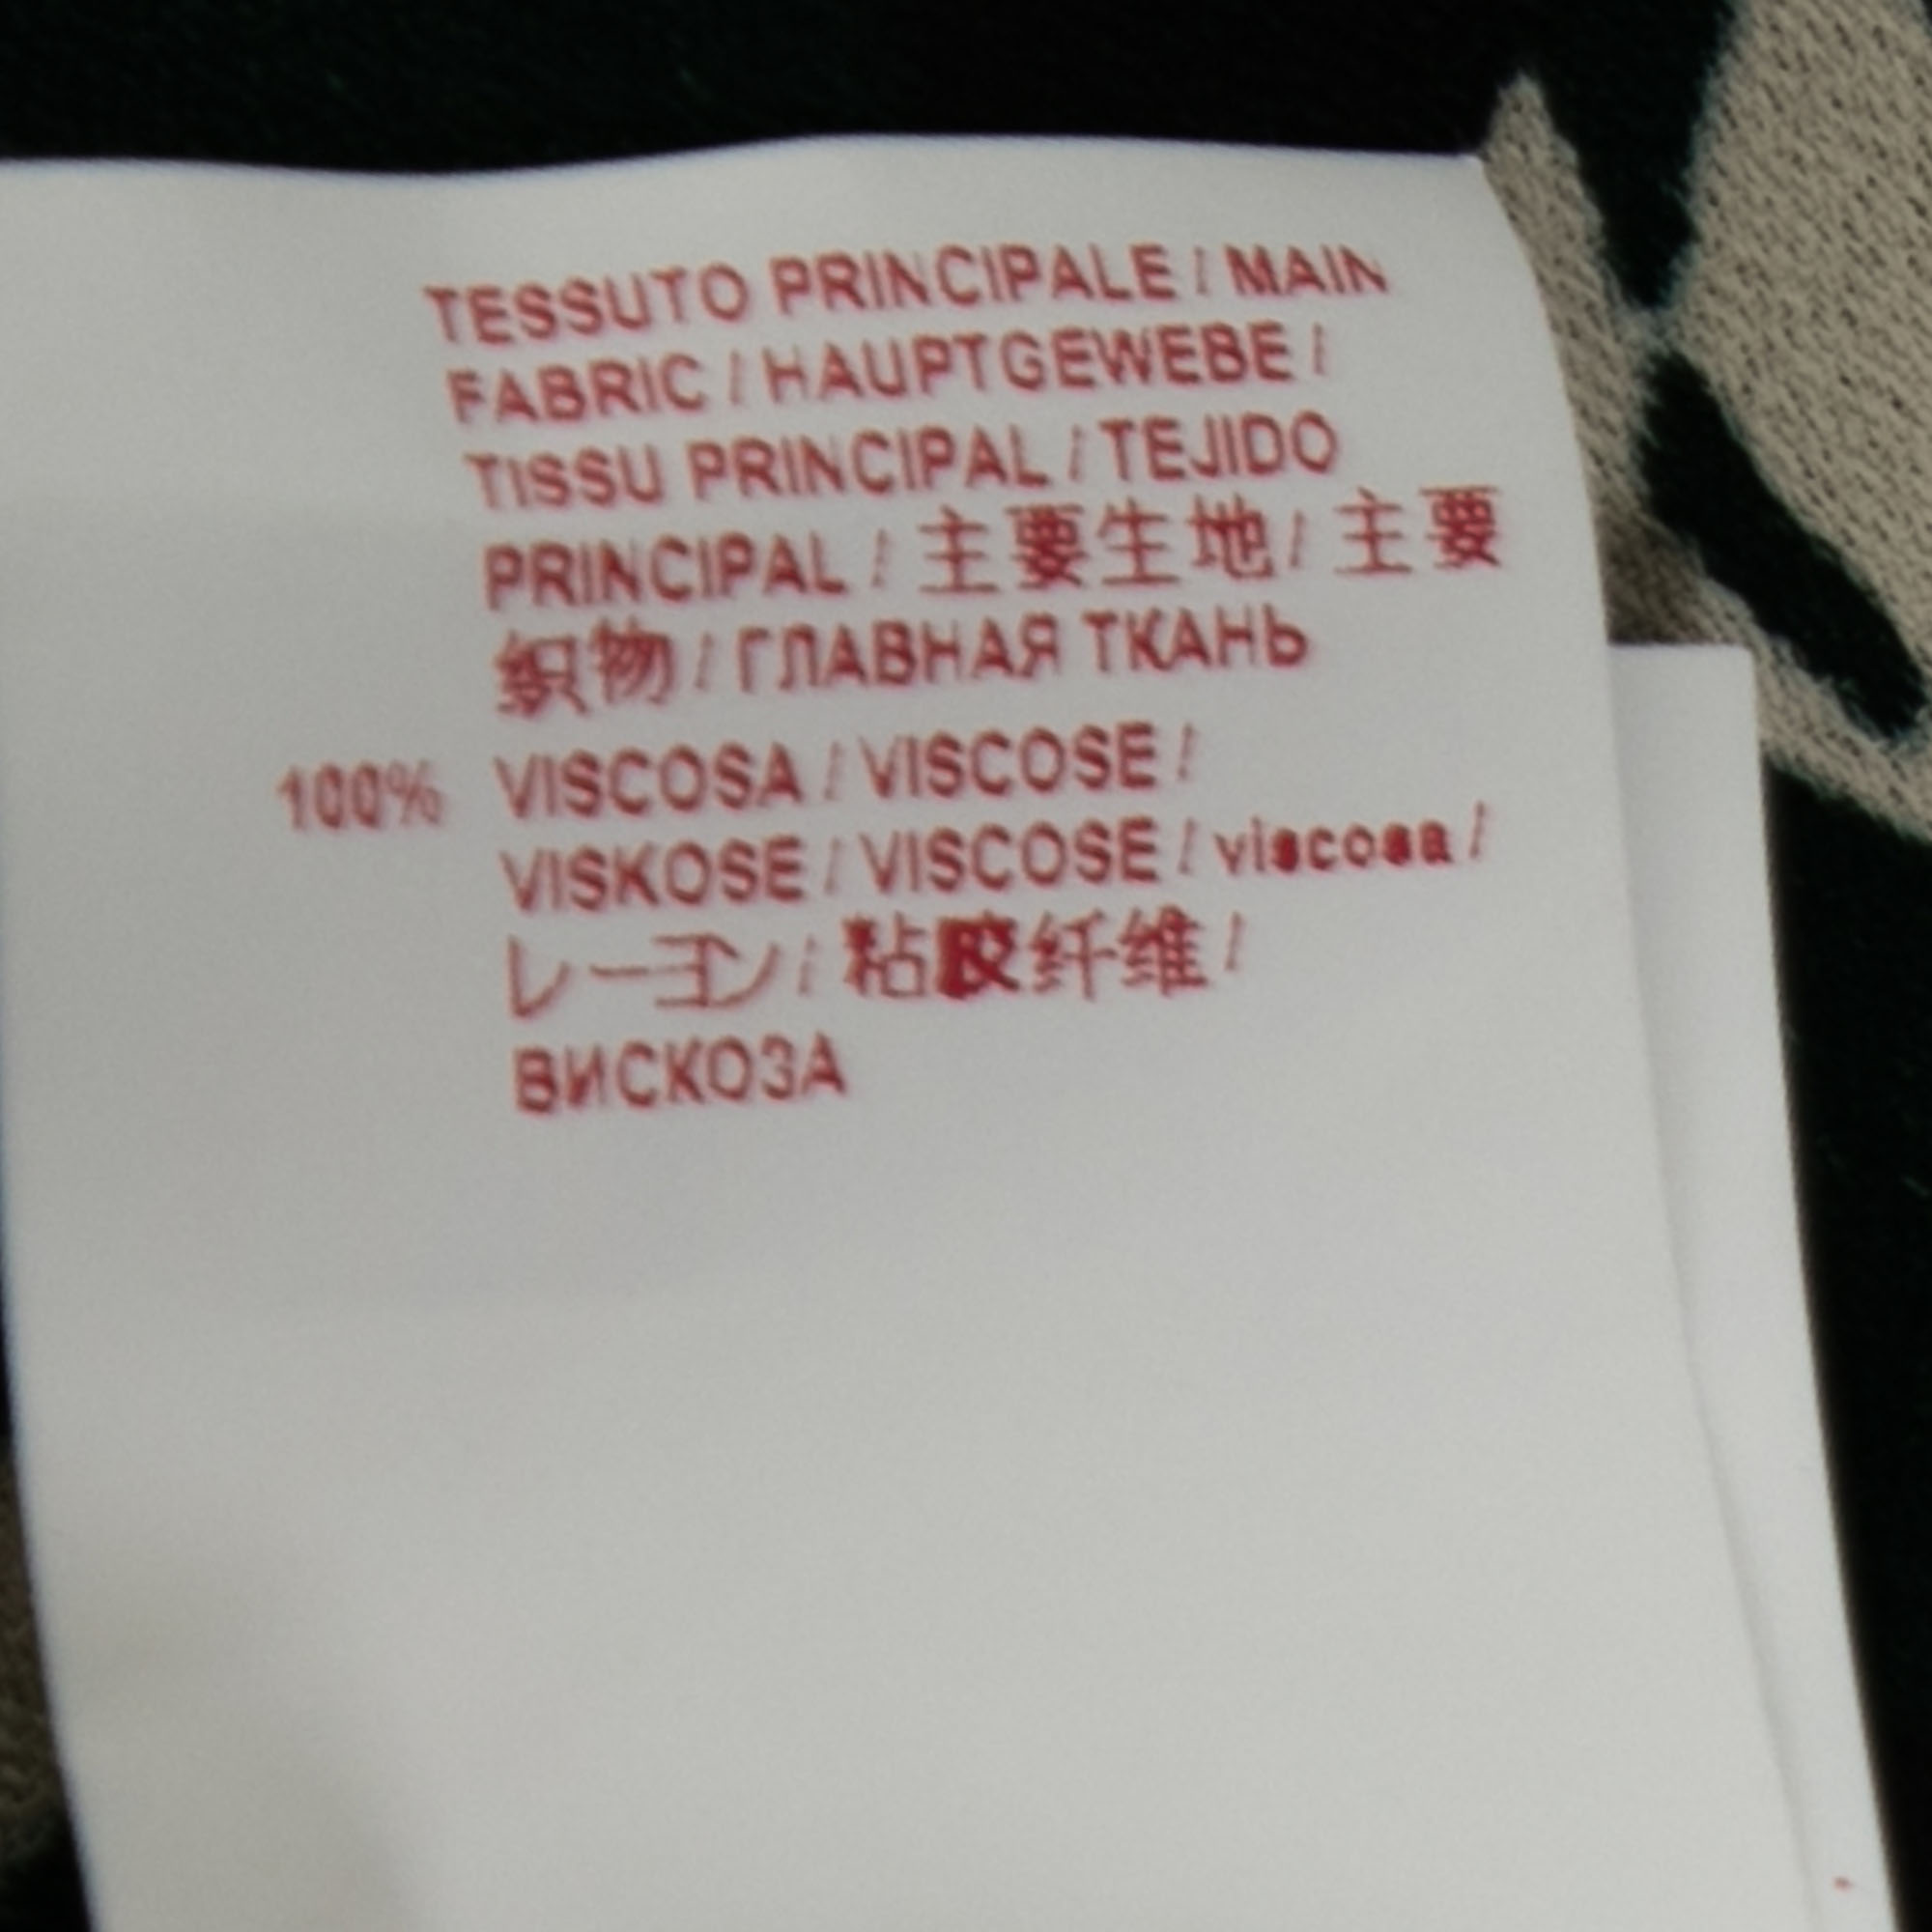 TESSUTO PRINCIPALE / MAIN
FABRIC / HAUPTGEWEBE /
TISSU PRINCIPAL / TEJIDO
PRINCIPAL / 主要生地 / 主要
织物 / ГЛАВНАЯ ТКАНЬ
100% VISCOSA / VISCOSE /
VISKOSE / VISCOSE / viscosa /
レーヨン / 粘胶纤维 /
ВИСКОЗА